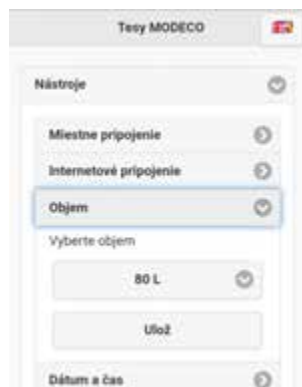 Tesy MODECO
Nástroje
Miestne pripojenie
Internetové pripojenie
Objem
Vyberte objem
80 L
Ulož
Dátum a čas